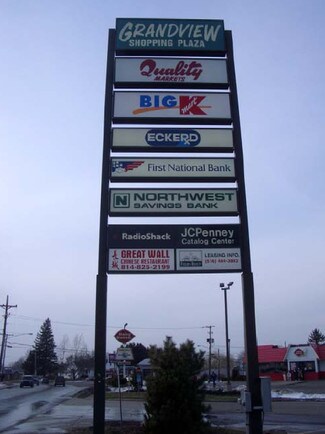 GRANDVIEW
SHOPPING PLAZA
Quality
MARKETS
BIG K
mart
ECKERD
First National Bank
N NORTHWEST
SAVINGS BANK
RadioShack
JCPenney
Catalog Center
GREAT WALL
CHINESE RESTAURANT
814-823-2199
LEASING INFO.